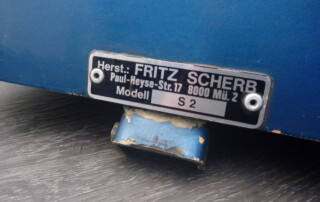 Herst.: FRITZ SCHERB
Paul-Heyse-Str. 17 8000 Mü. 2
Modell S 2